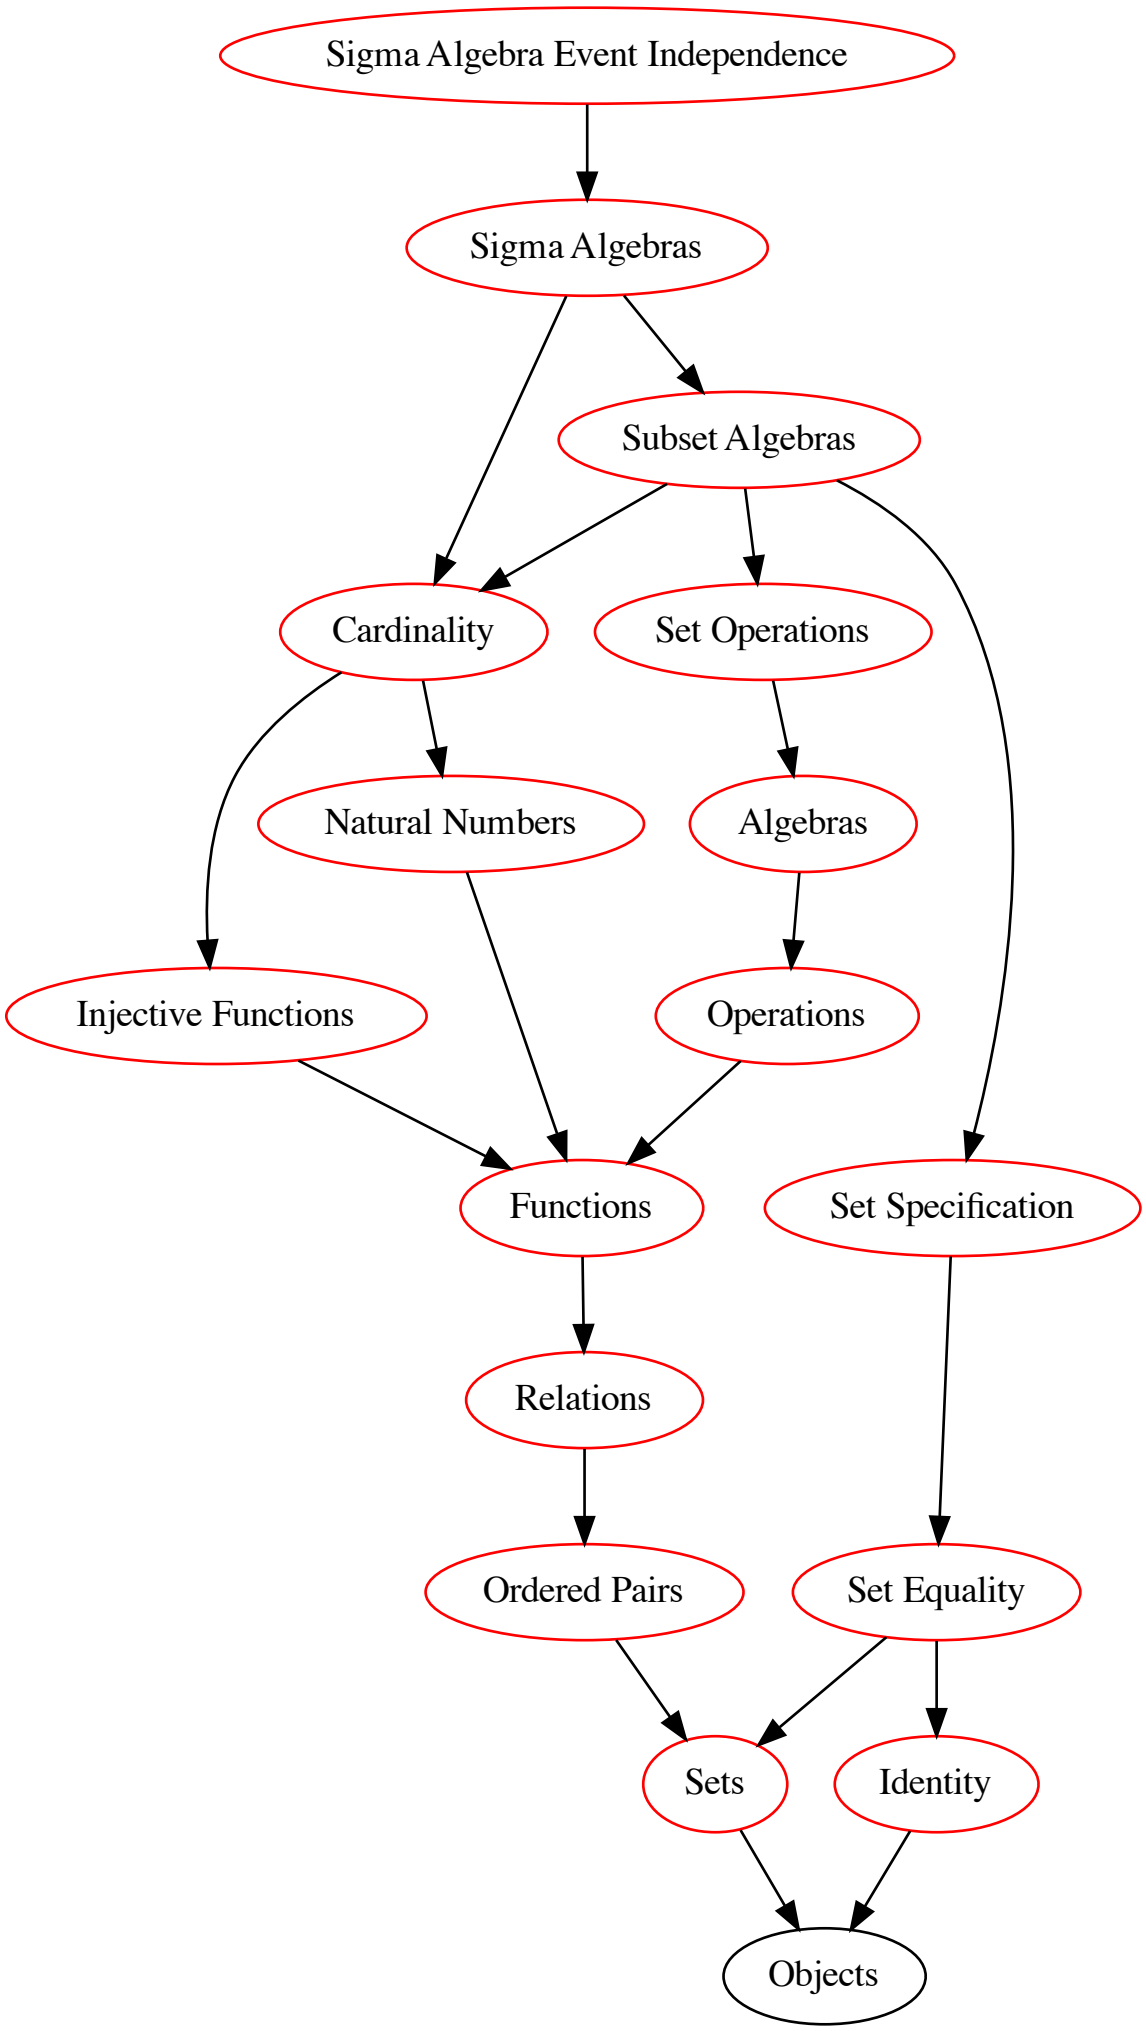 Sigma Algebra Event Independence
Sigma Algebras
Subset Algebras
Cardinality
Set Operations
Natural Numbers
Algebras
Injective Functions
Operations
Functions
Set Specification
Relations
Ordered Pairs
Set Equality
Sets
Identity
Objects